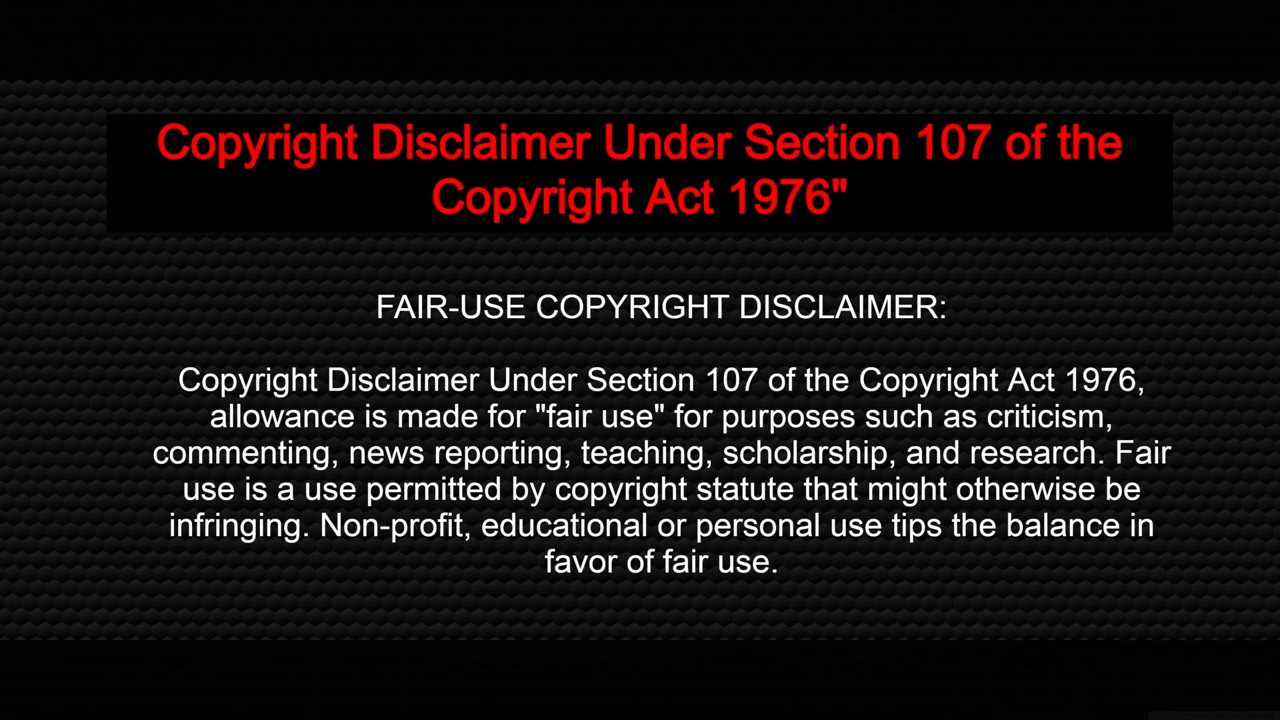 Copyright Disclaimer Under Section 107 of the
Copyright Act 1976"
FAIR-USE COPYRIGHT DISCLAIMER:
Copyright Disclaimer Under Section 107 of the Copyright Act 1976,
allowance is made for "fair use" for purposes such as criticism,
commenting, news reporting, teaching, scholarship, and research. Fair
use is a use permitted by copyright statute that might otherwise be
infringing. Non-profit, educational or personal use tips the balance in
favor of fair use.